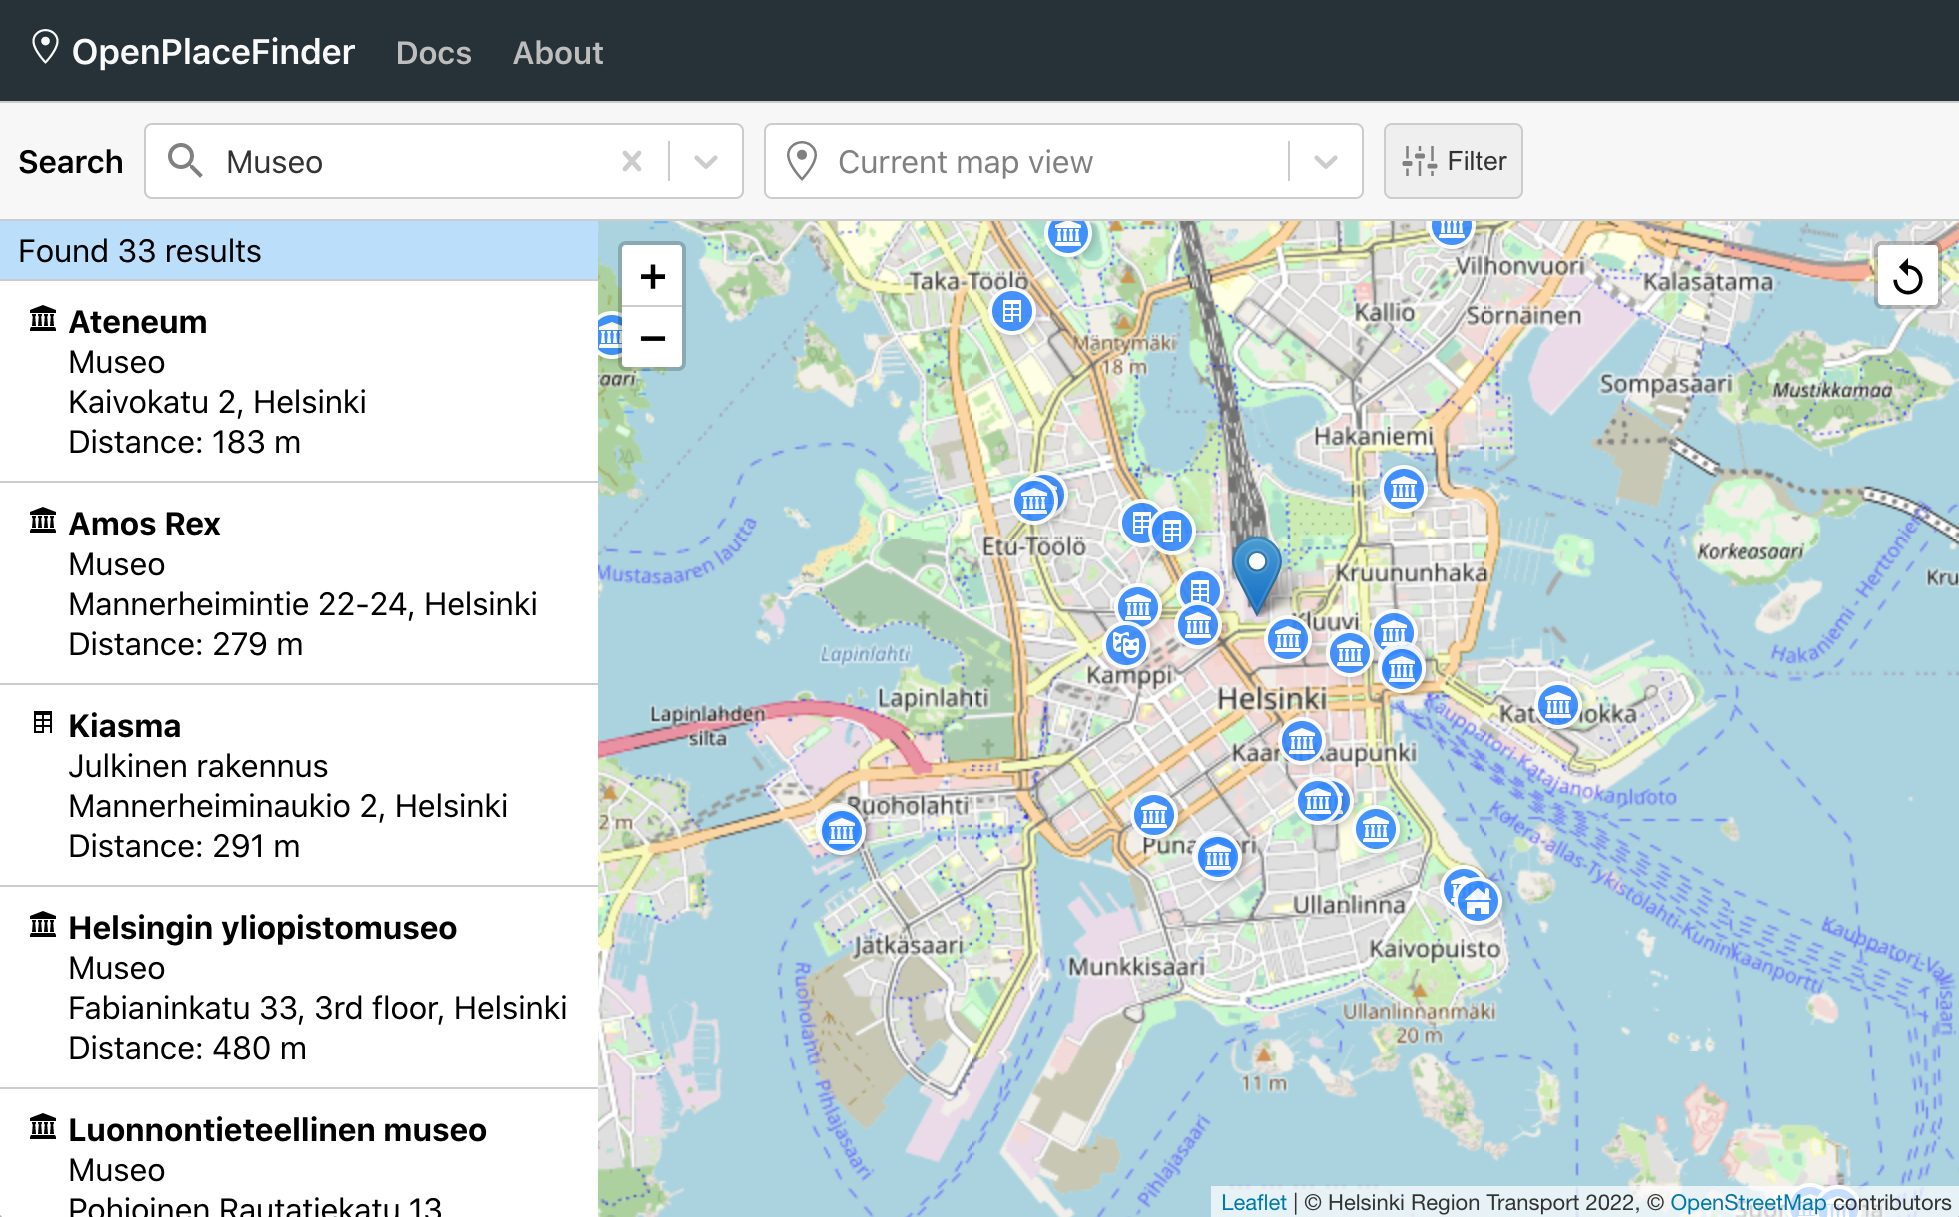 OpenPlaceFinder Docs About
Search Museo Current map view Filter
Found 33 results
Ateneum
Museo
Kaivokatu 2, Helsinki
Distance: 183 m
Amos Rex
Museo
Mannerheimintie 22-24, Helsinki
Distance: 279 m
Kiasma
Julkinen rakennus
Mannerheiminaukio 2, Helsinki
Distance: 291 m
Helsingin yliopistomuseo
Museo
Fabianinkatu 33, 3rd floor, Helsinki
Distance: 480 m
Luonnontieteellinen museo
Museo
Pohjoinen Rautatiekatu 13
+
−
Taka-Töölö
Vilhonvuori
Kalasatama
Kallio
Sörnäinen
Mäntymäki
18 m
Sompasaari
Mustikkamaa
Hakaniemi
Mustasaaren lautta
Etu-Töölö
Korkeasaari
Kruununhaka
Hakaniemi - Herttoniemi
Kluuvi
Lapinlahti
Kamppi
Lapinlahti
Helsinki
Lapinlahden
silta
Kauppatori-Katajanokanluoto
Ruoholahti
Kolera-allas-Tykistölahti-Kuninkaanportti
Ullanlinna
Jätkäsaari
Kaivopuisto
Munkkisaari
Ullanlinnanmäki
20 m
11 m
Ruoholahti - Pihlajasaari
Pihlajasaari
Kauppatori-Vallisaari
Leaflet | © Helsinki Region Transport 2022, © OpenStreetMap contributors